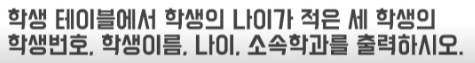 학생 테이블에서 학생의 나이가 적은 세 학생의
학생번호, 학생이름, 나이, 소속학과를 출력하시오.